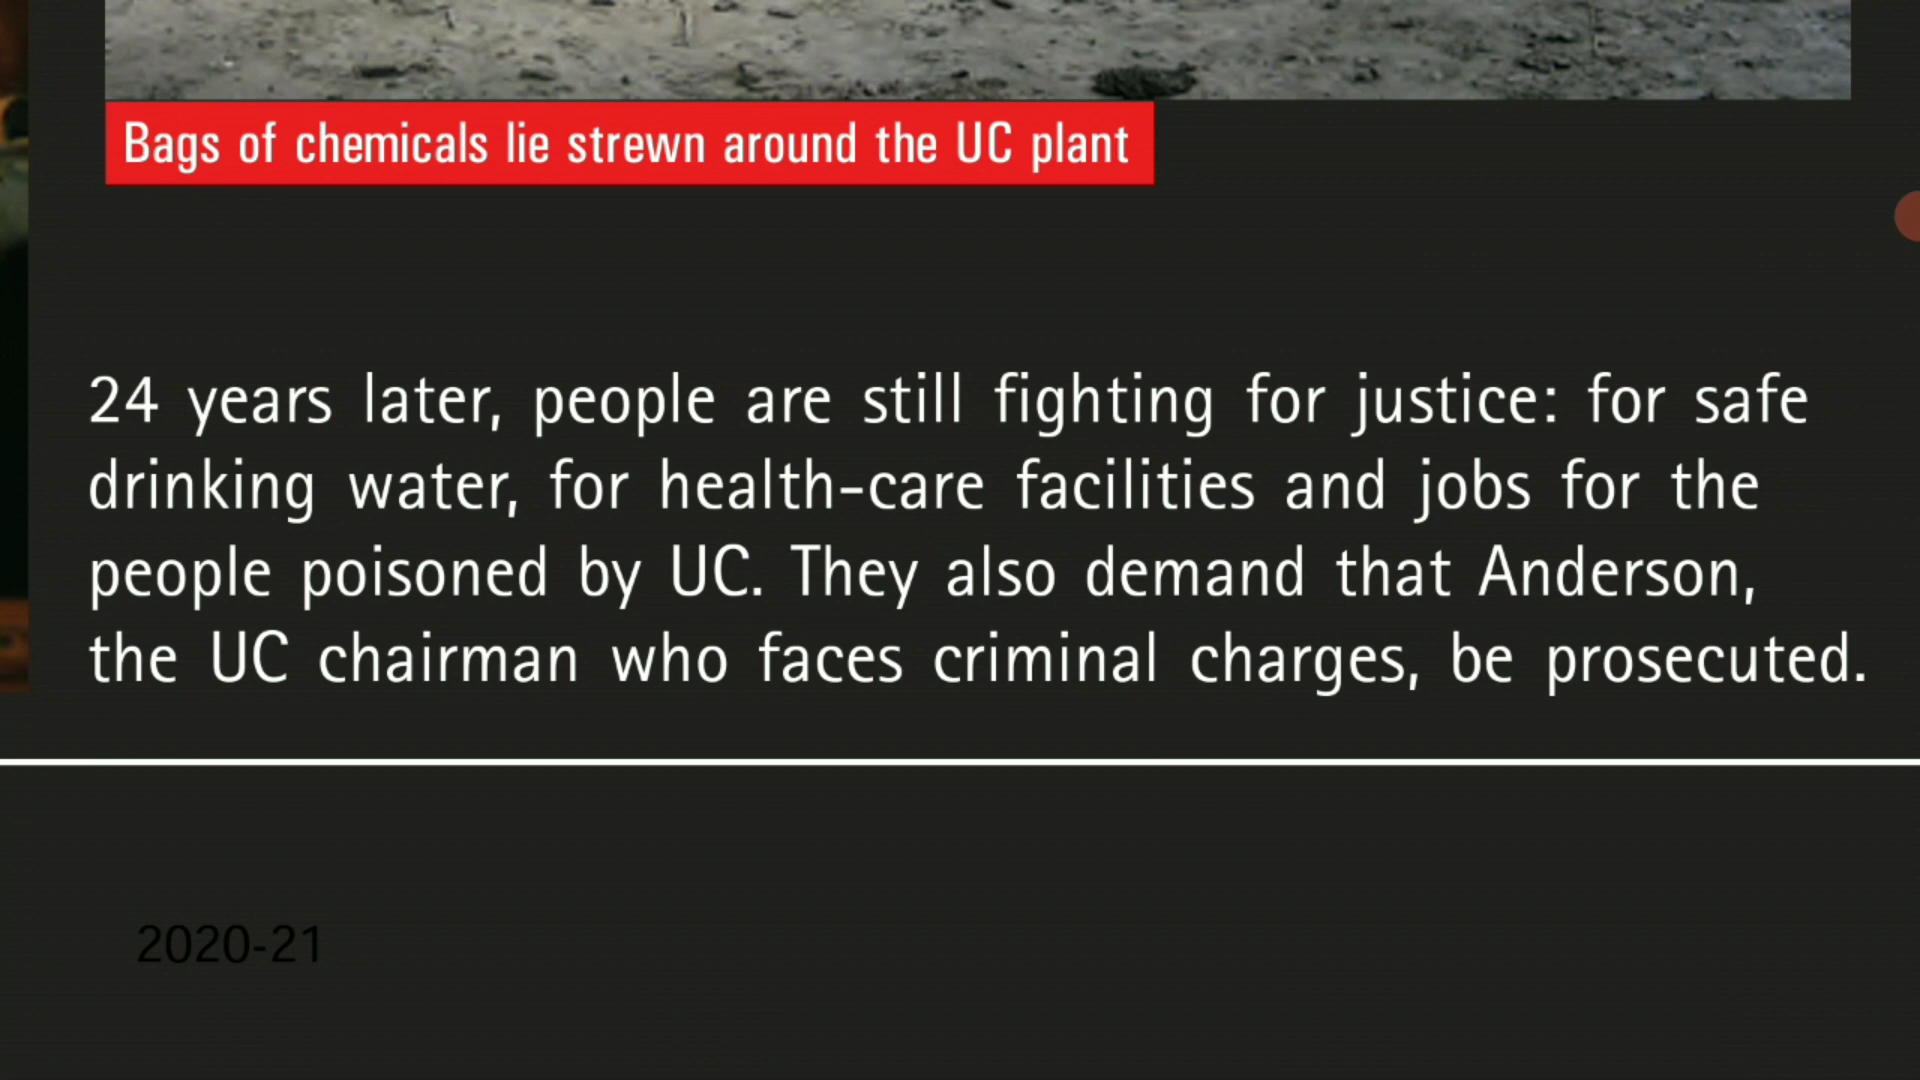 Bags of chemicals lie strewn around the UC plant
24 years later, people are still fighting for justice: for safe
drinking water, for health-care facilities and jobs for the
people poisoned by UC. They also demand that Anderson,
the UC chairman who faces criminal charges, be prosecuted.
2020-21